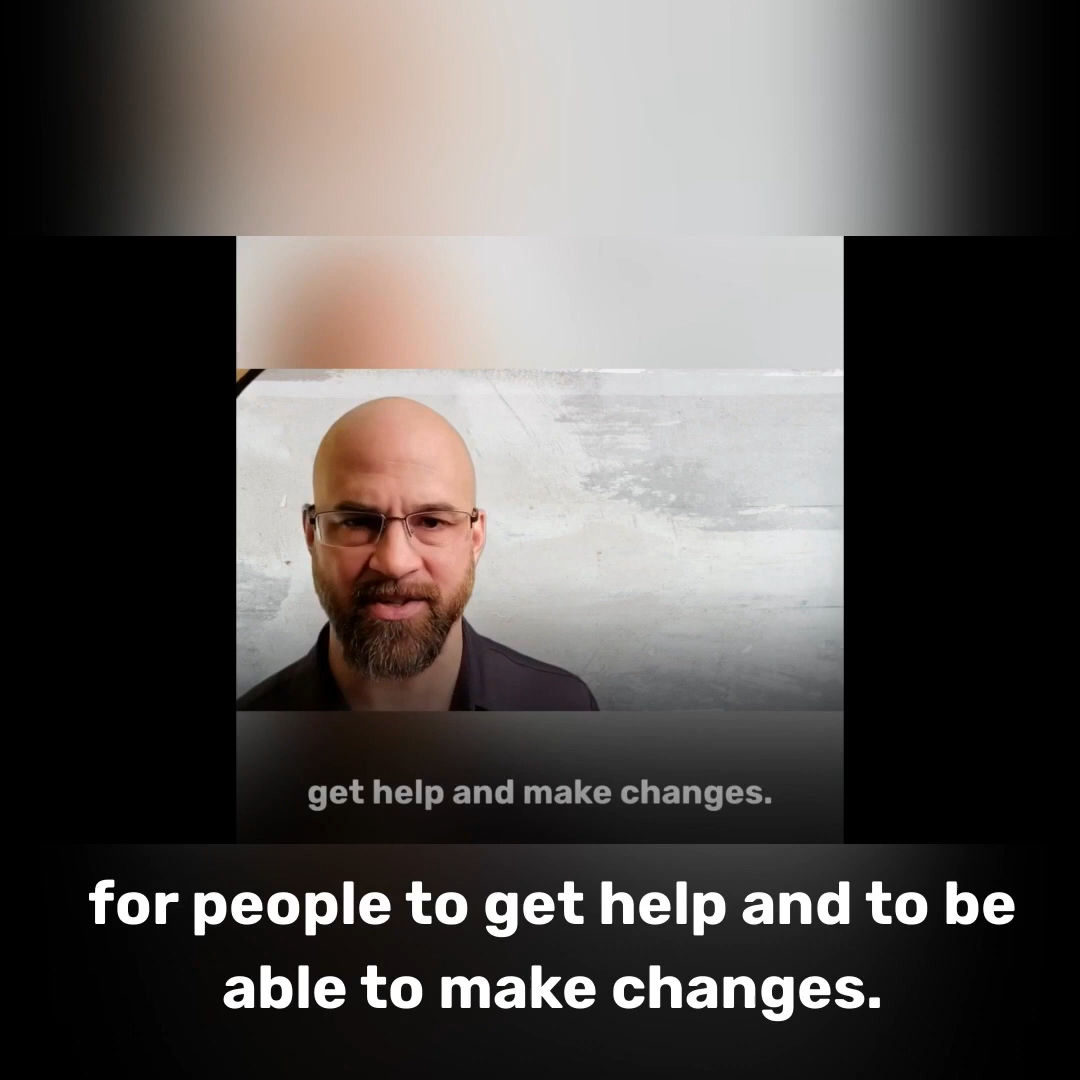 get help and make changes.
for people to get help and to be
able to make changes.